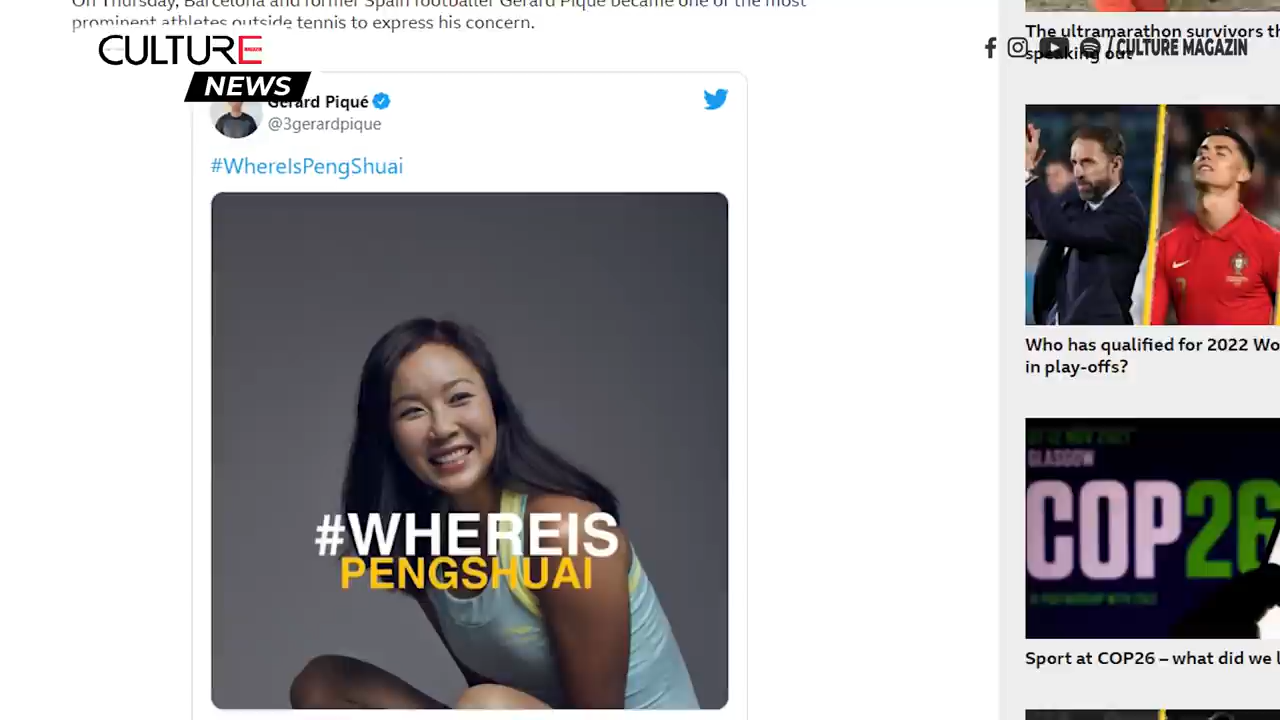 On Thursday, Barcelona and former Spain footballer Gerard Pique became one of the most
prominent athletes outside tennis to express his concern.
CULTURE
NEWS
Gerard Piqué
@3gerardpique
#WhereIsPengShuai
#WHEREIS
PENGSHUAI
/ CULTURE MAGAZIN
The ultramarathon survivors th
speaking out
Who has qualified for 2022 Wo
in play-offs?
GLASGOW
COP26
Sport at COP26 – what did we l